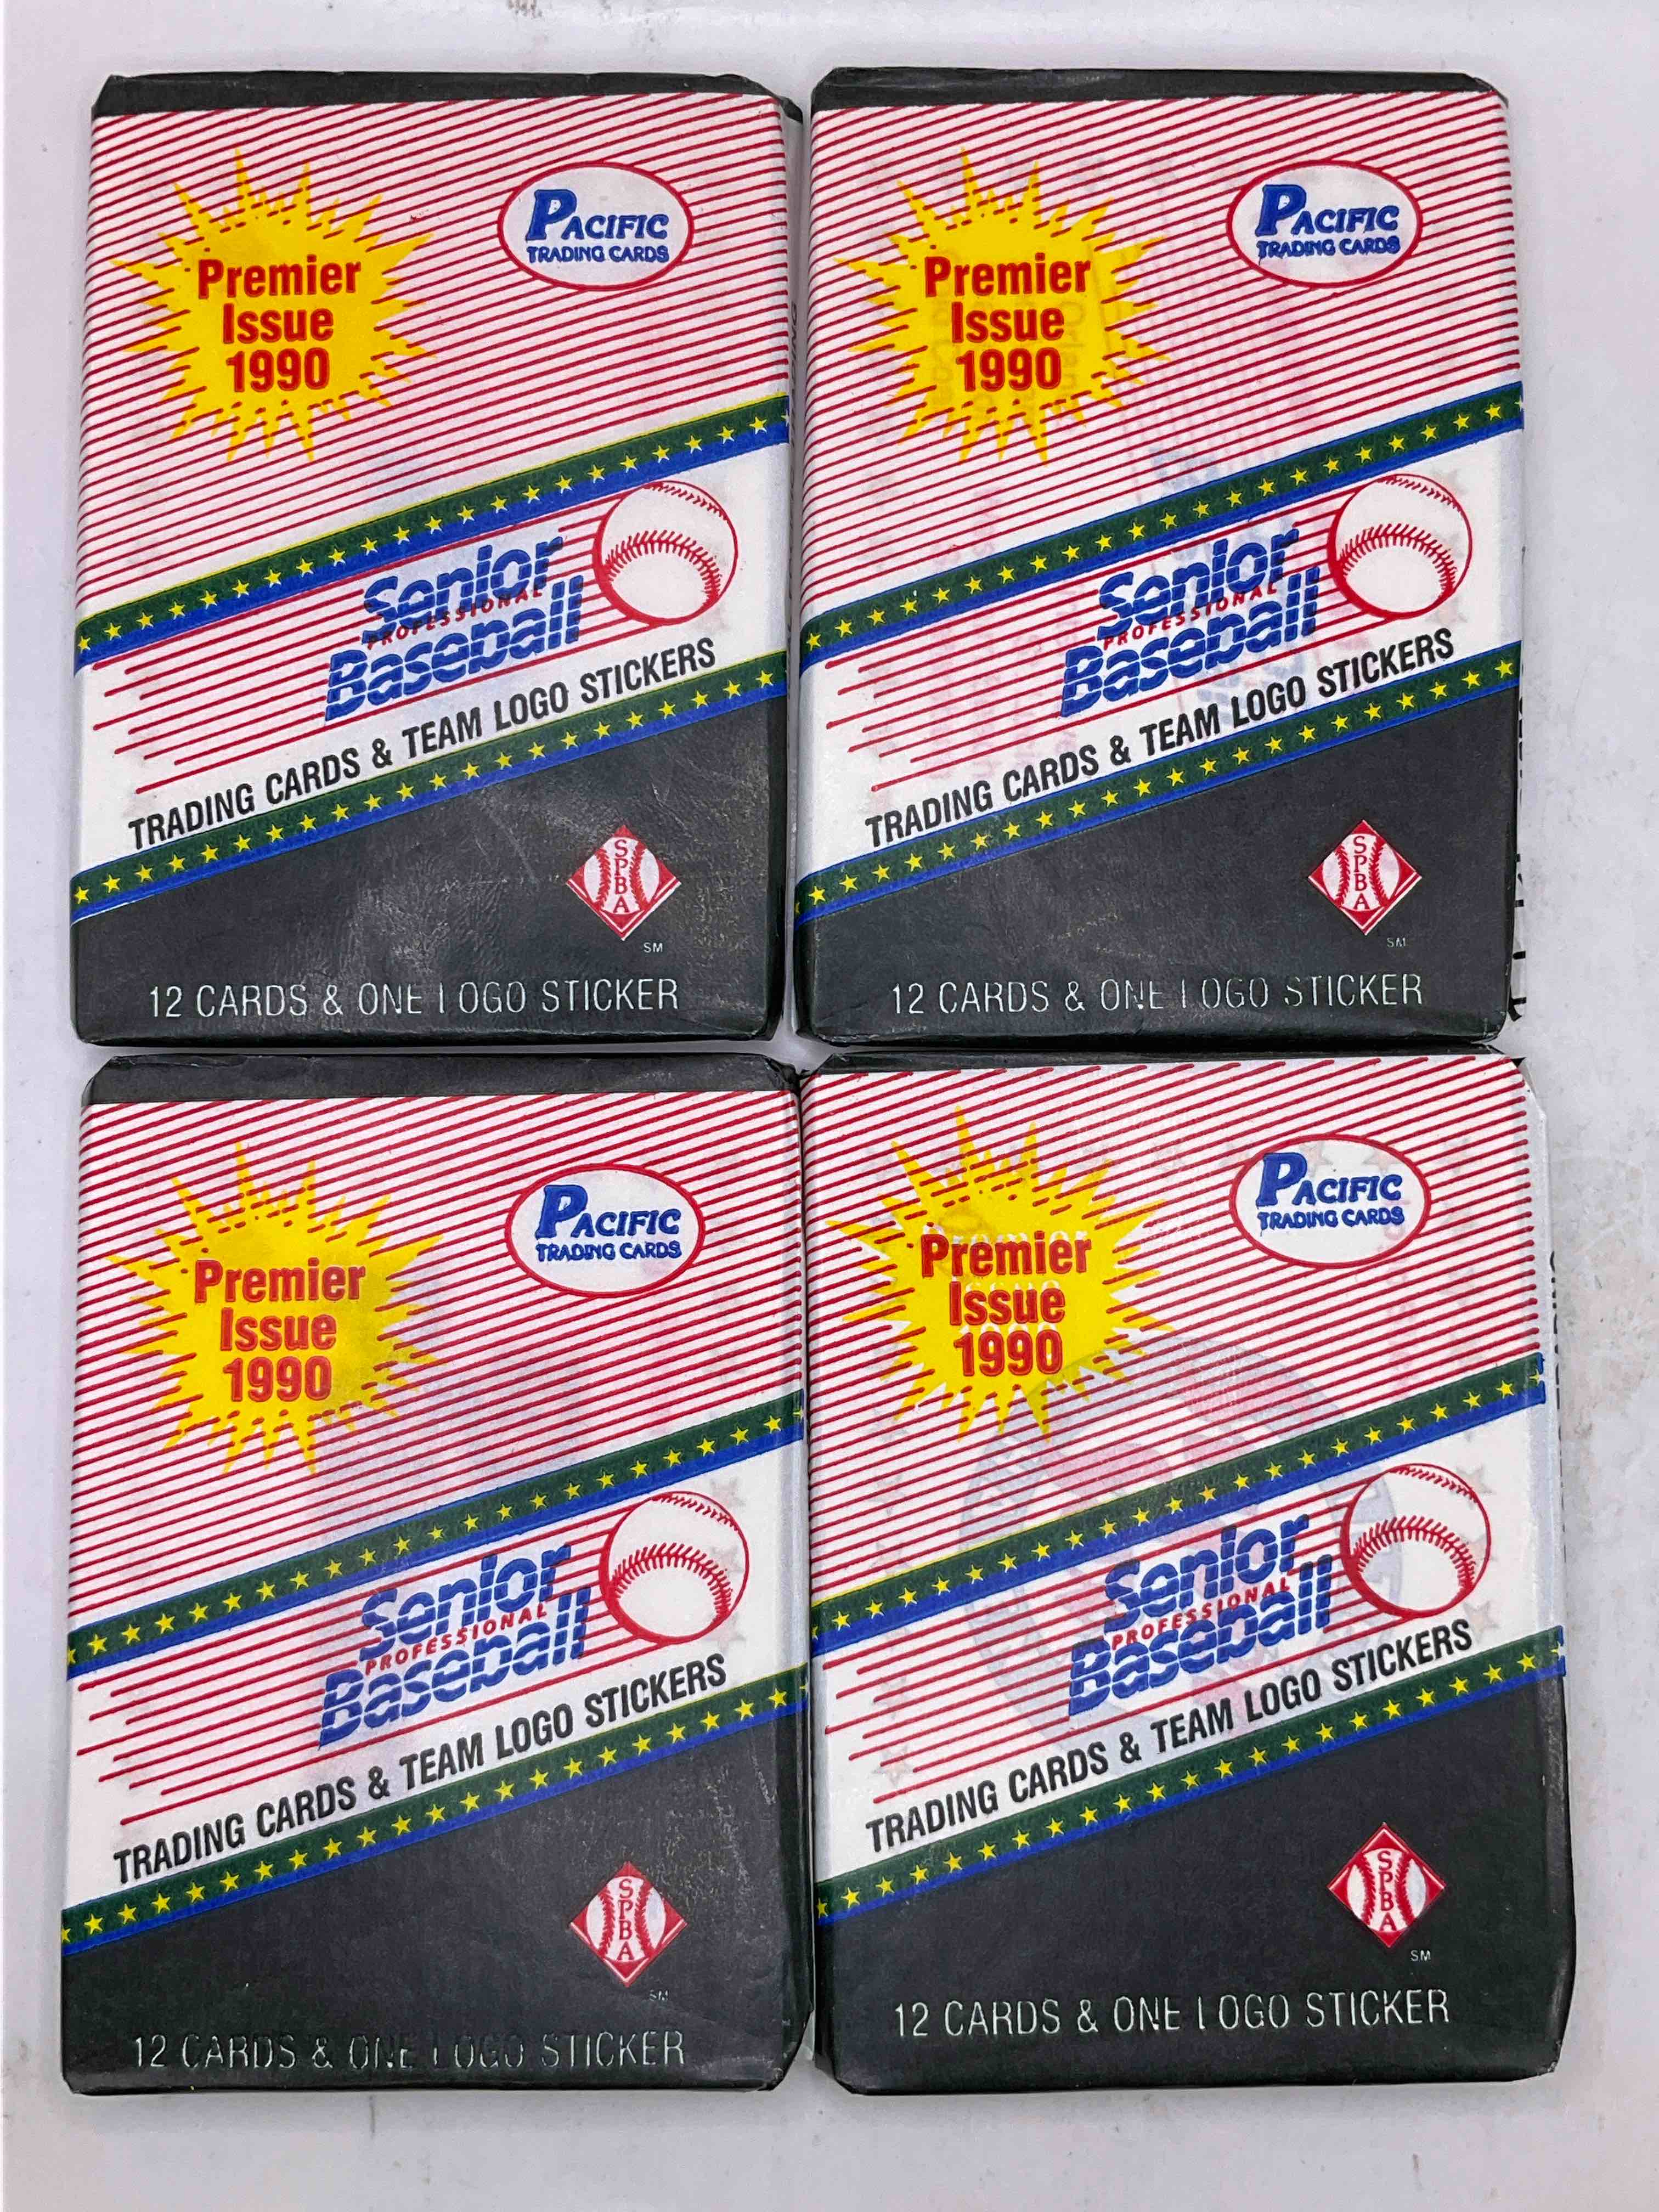 Premier
Issue
1990
PACIFIC
TRADING CARDS
Senior
PROFESSIONAL
Baseball
TRADING CARDS & TEAM LOGO STICKERS
SPBA
SM
12 CARDS & ONE LOGO STICKER
Premier
Issue
1990
PACIFIC
TRADING CARDS
Senior
PROFESSIONAL
Baseball
TRADING CARDS & TEAM LOGO STICKERS
SPBA
SM
12 CARDS & ONE LOGO STICKER
Premier
Issue
1990
PACIFIC
TRADING CARDS
Senior
PROFESSIONAL
Baseball
TRADING CARDS & TEAM LOGO STICKERS
SPBA
SM
12 CARDS & ONE LOGO STICKER
Premier
Issue
1990
PACIFIC
TRADING CARDS
Senior
PROFESSIONAL
Baseball
TRADING CARDS & TEAM LOGO STICKERS
SPBA
SM
12 CARDS & ONE LOGO STICKER